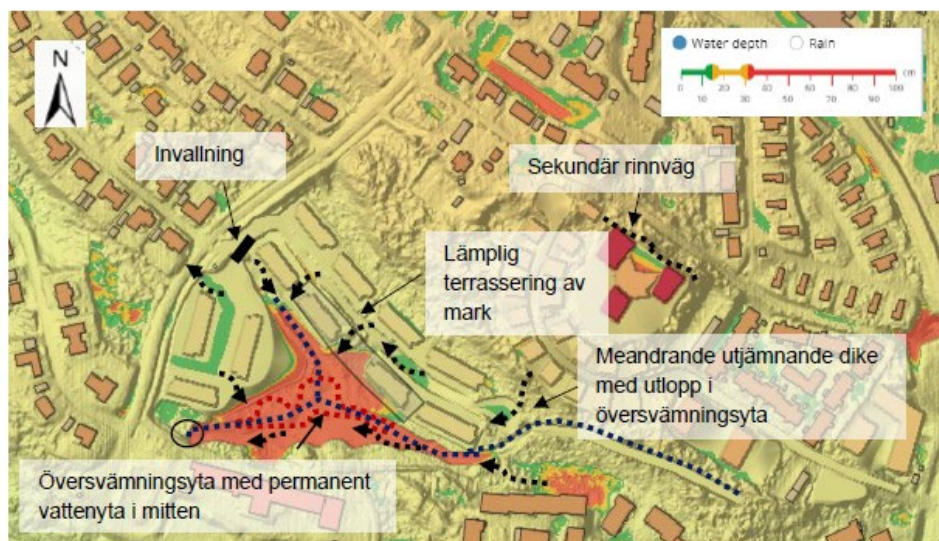 N
Water depth
Rain
cm
0 10 20 30 40 50 60 70 80 90 100
Invallning
Sekundär rinnväg
Lämplig
terrassering av
mark
Meandrande utjämnande dike
med utlopp i
översvämningsyta
Översvämningsyta med permanent
vattenyta i mitten